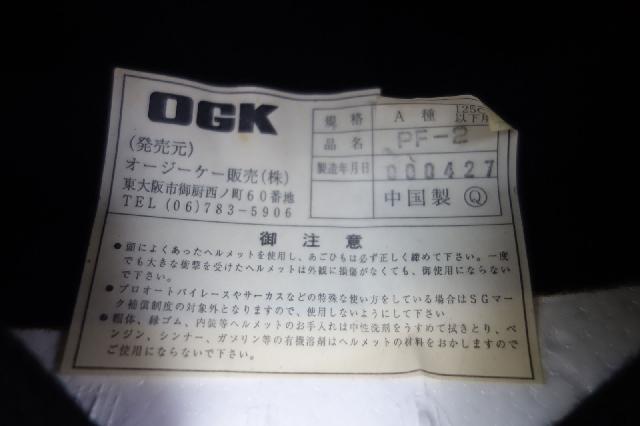 OGK
(発売元)
オージーケー販売(株)
東大阪市御厨西ノ町60番地
TEL (06)783-5906
規格 A種 125cc以下用
品名 PF-2
製造年月日 000427
中国製 Q
御注意
●頭によくあったヘルメットを使用し、あごひもは必ず正しく締めて下さい。一度
でも大きな衝撃を受けたヘルメットは外観に損傷がなくても、御使用にならない
で下さい。
●プロオートバイレースやサーカスなどの特殊な使い方をしている場合はSGマー
ク補償制度の対象外となりますので、使用しないようにして下さい。
●帽体、縁ゴム、内装等ヘルメットのお手入れは中性洗剤をうすめて拭きとり、ベ
ンジン、シンナー、ガソリン等の有機溶剤はヘルメットの材料をおかしますので
ご使用にならないで下さい。